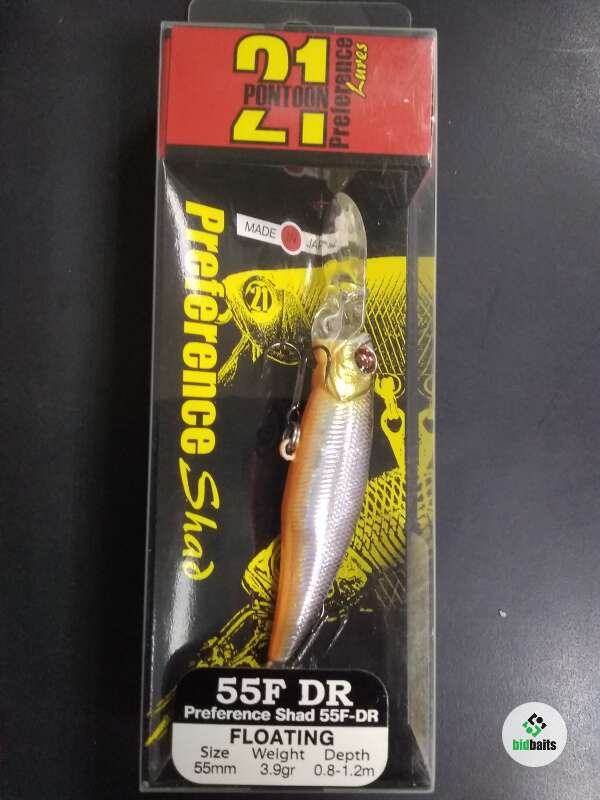 21
PONTOON
Preference
Lures
MADE IN JAPAN
21
Preference
Shad
55F DR
Preference Shad 55F-DR
FLOATING
Size Weight Depth
55mm 3.9gr 0.8-1.2m
bidbaits